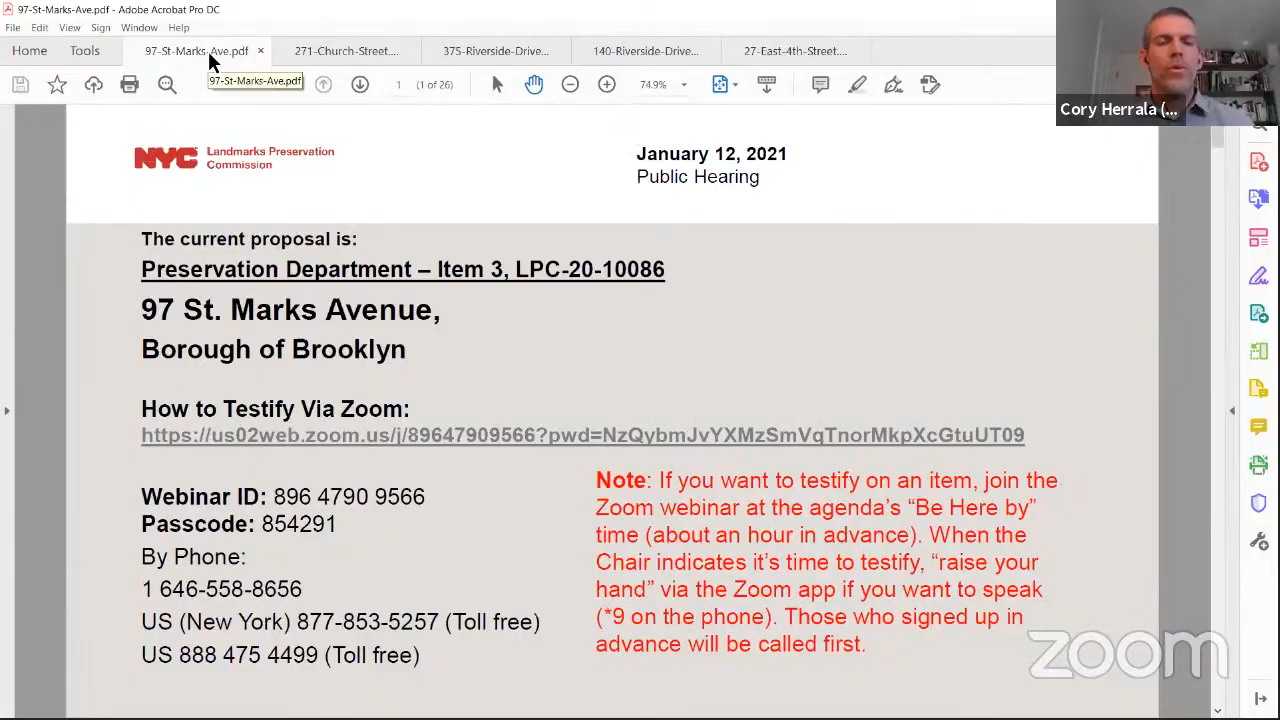 97-St-Marks-Ave.pdf - Adobe Acrobat Pro DC
File Edit View Sign Window Help
Home Tools 97-St-Marks-Ave.pdf × 271-Church-Street.... 375-Riverside-Drive... 140-Riverside-Drive... 27-East-4th-Street....
97-St-Marks-Ave.pdf
1 (1 of 26) 74.9%
Cory Herrala (...
NYC Landmarks Preservation
Commission
January 12, 2021
Public Hearing
The current proposal is:
Preservation Department – Item 3, LPC-20-10086
97 St. Marks Avenue,
Borough of Brooklyn
How to Testify Via Zoom:
https://us02web.zoom.us/j/89647909566?pwd=NzQybmJvYXMzSmVqTnorMkpXcGtuUT09
Webinar ID: 896 4790 9566
Passcode: 854291
By Phone:
1 646-558-8656
US (New York) 877-853-5257 (Toll free)
US 888 475 4499 (Toll free)
Note: If you want to testify on an item, join the
Zoom webinar at the agenda's “Be Here by”
time (about an hour in advance). When the
Chair indicates it's time to testify, “raise your
hand” via the Zoom app if you want to speak
(*9 on the phone). Those who signed up in
advance will be called first.
zoom